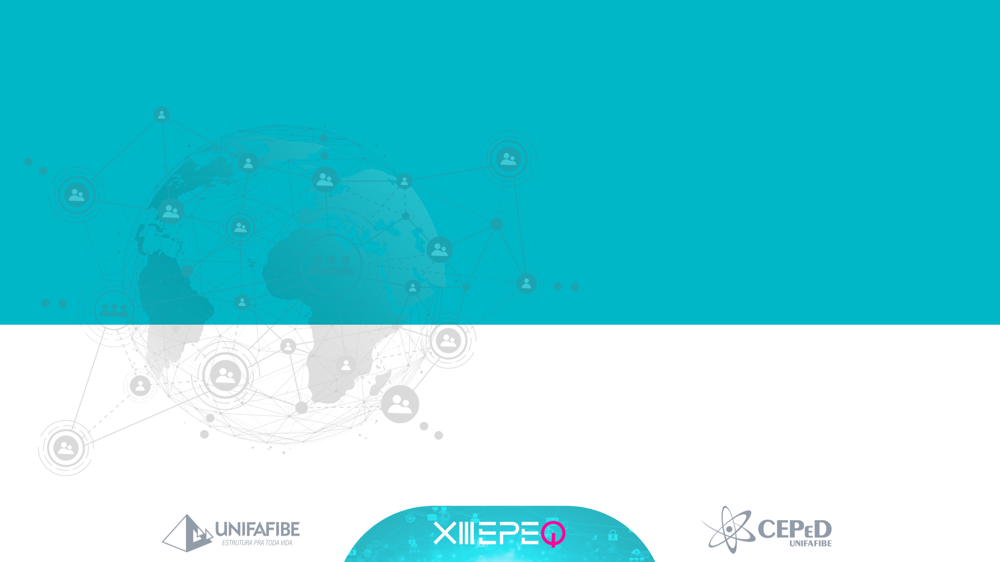 UNIFAFIBE
ESTRUTURA PRA TODA VIDA.
XIIIEPEQ
CEPeD
UNIFAFIBE